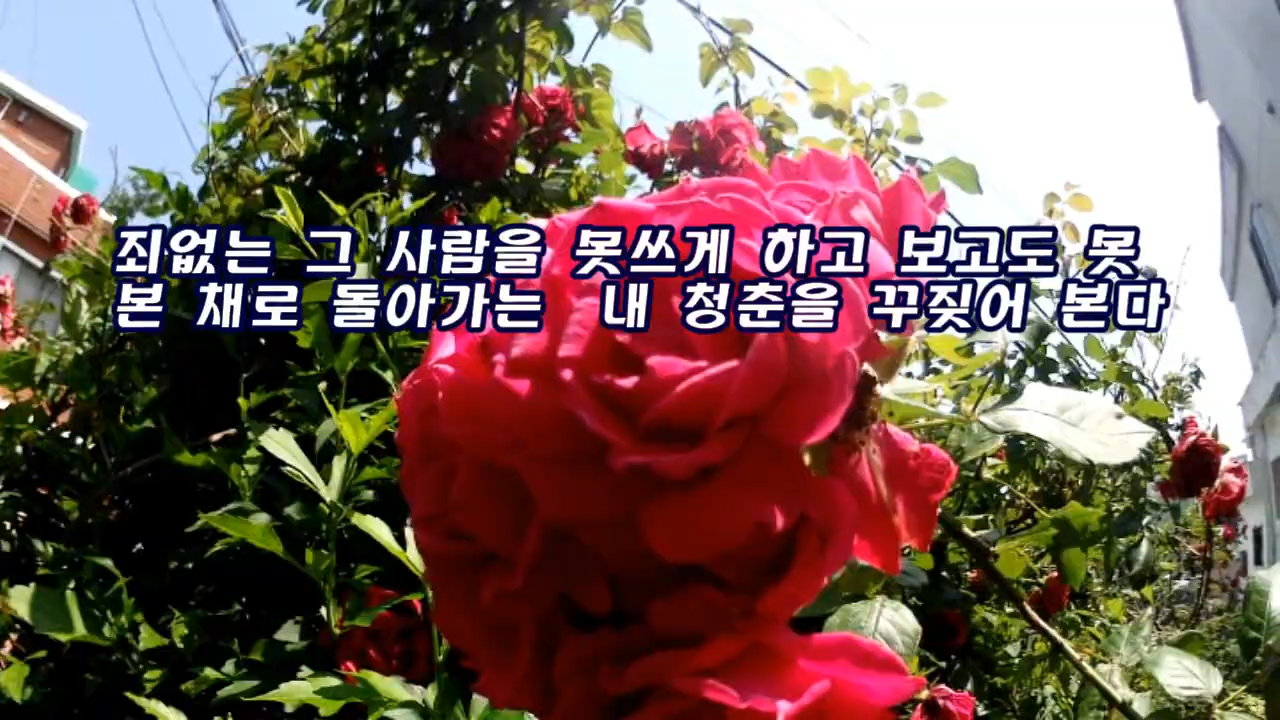 죄없는 그 사람을 못쓰게 하고 보고도 못
본 채로 돌아가는 내 청춘을 꾸짖어 본다